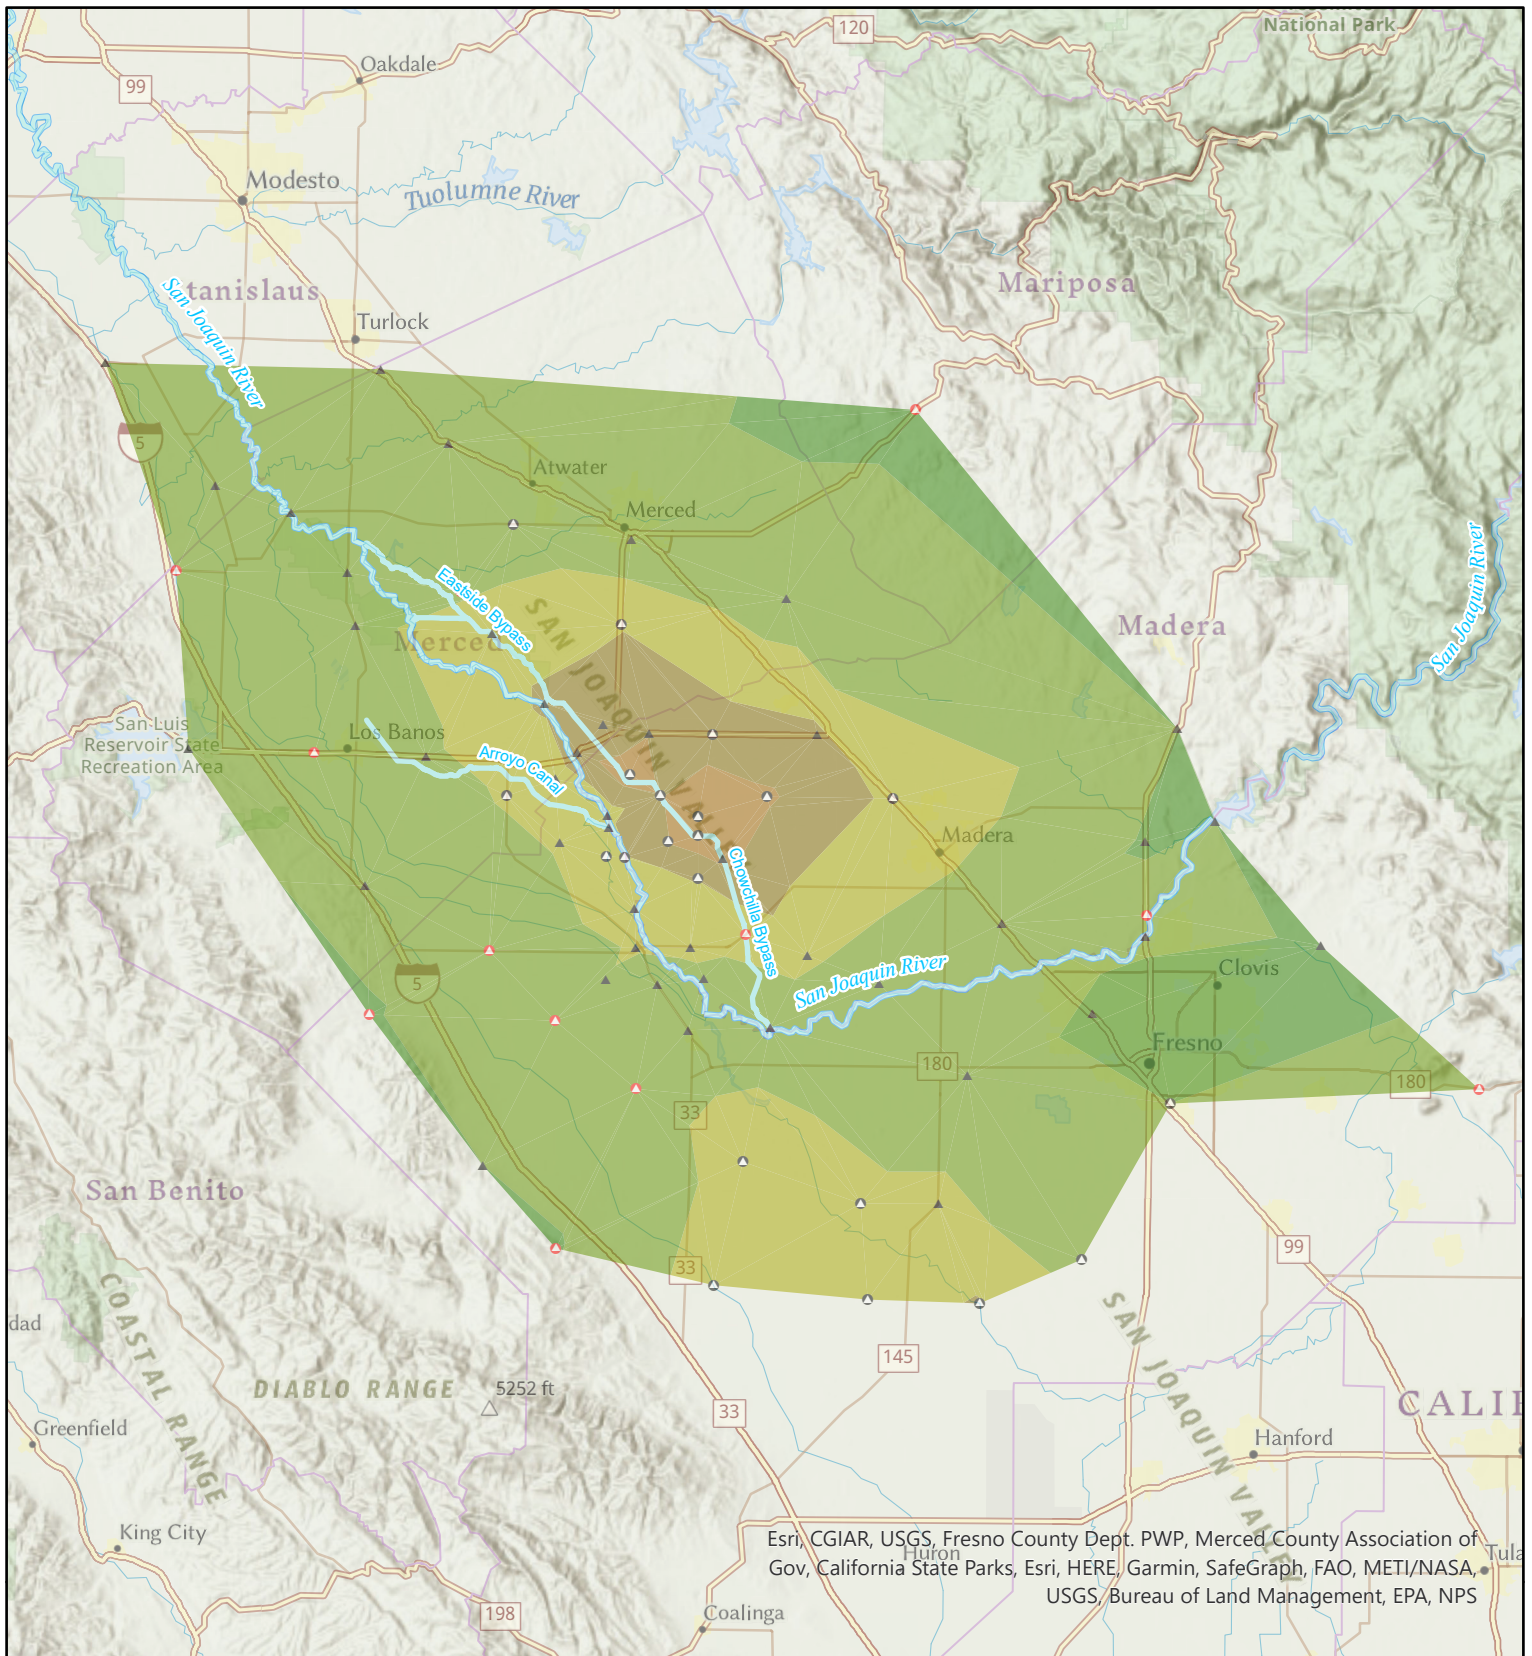 National Park
120
Oakdale
99
Modesto
Tuolumne River
Mariposa
Stanislaus
San Joaquin River
Turlock
5
Atwater
Merced
San Joaquin River
Eastside Bypass
SAN JOAQUIN VALLEY
Madera
Merced
San Luis
Reservoir State
Recreation Area
Los Banos
Arroyo Canal
Madera
Chowchilla Bypass
San Joaquin River
Clovis
5
Fresno
180
180
33
San Benito
99
33
COASTAL RANGE
SAN JOAQUIN VALLEY
dad
145
DIABLO RANGE
5252 ft
CALIF
33
Greenfield
Hanford
King City
Esri, CGIAR, USGS, Fresno County Dept. PWP, Merced County Association of
Huron
Gov, California State Parks, Esri, HERE, Garmin, SafeGraph, FAO, METI/NASA,
Tula
USGS, Bureau of Land Management, EPA, NPS
198
Coalinga